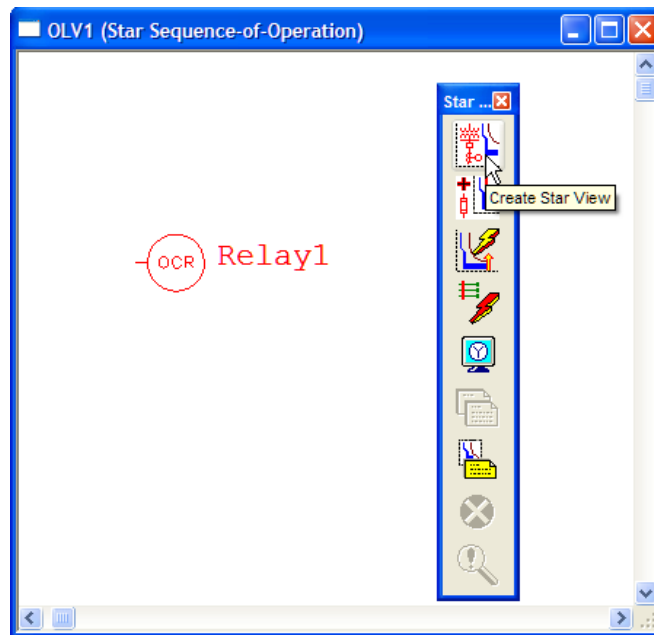 OLV1 (Star Sequence-of-Operation)
Star ...
Create Star View
OCR Relay1